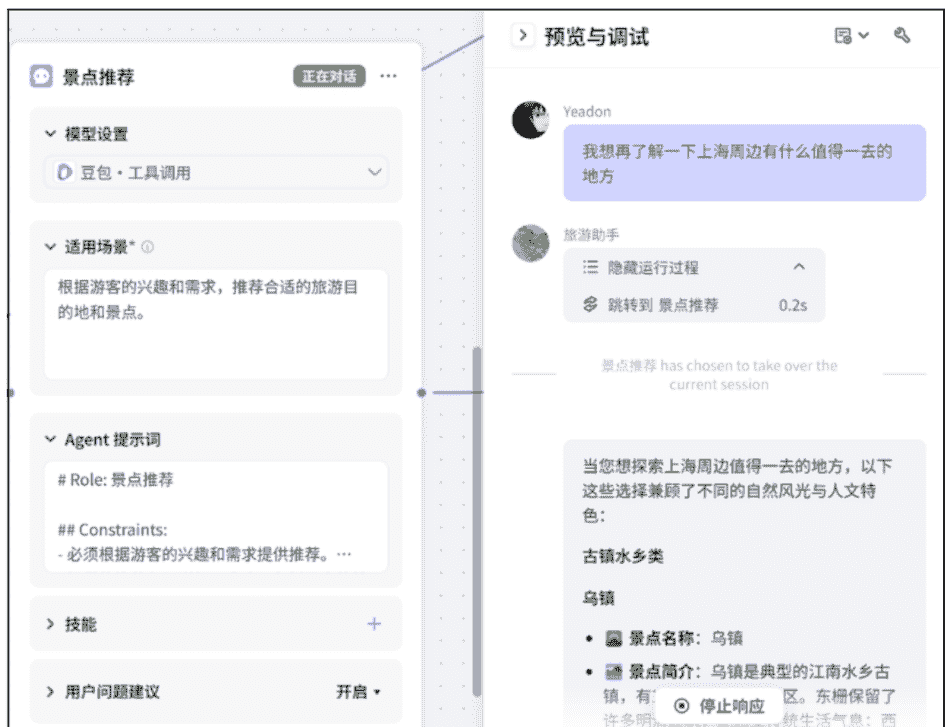 景点推荐
正在对话
模型设置
豆包·工具调用
适用场景*
根据游客的兴趣和需求，推荐合适的旅游目
的地和景点。
Agent 提示词
# Role: 景点推荐
## Constraints:
- 必须根据游客的兴趣和需求提供推荐。…
技能
用户问题建议
开启
预览与调试
Yeadon
我想再了解一下上海周边有什么值得一去的
地方
旅游助手
隐藏运行过程
跳转到 景点推荐
0.2s
景点推荐 has chosen to take over the
current session
当您想探索上海周边值得一去的地方，以下
这些选择兼顾了不同的自然风光与人文特
色：
古镇水乡类
乌镇
景点名称：乌镇
景点简介：乌镇是典型的江南水乡古
镇，有 区。东栅保留了
停止响应
许多明 统生活气息；西